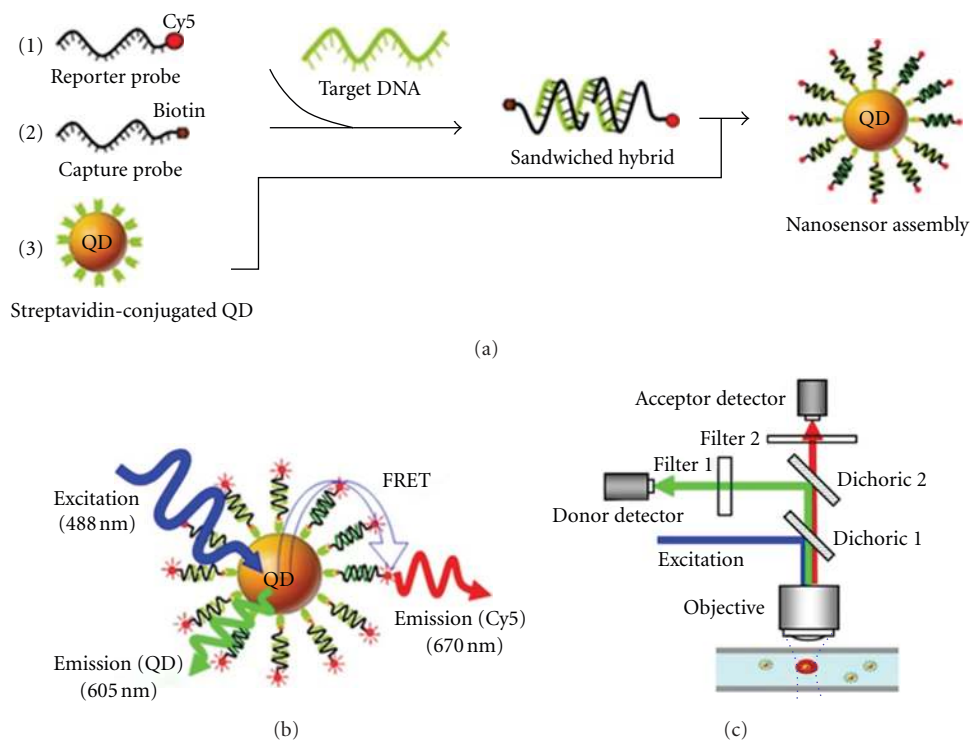 Cy5
(1)
Reporter probe
Target DNA
Biotin
(2)
Capture probe
Sandwiched hybrid
QD
Nanosensor assembly
(3)
QD
Streptavidin-conjugated QD
(a)
Excitation
(488 nm)
FRET
QD
Emission (Cy5)
(670 nm)
Emission (QD)
(605 nm)
(b)
Acceptor detector
Filter 2
Filter 1
Dichoric 2
Donor detector
Dichoric 1
Excitation
Objective
(c)